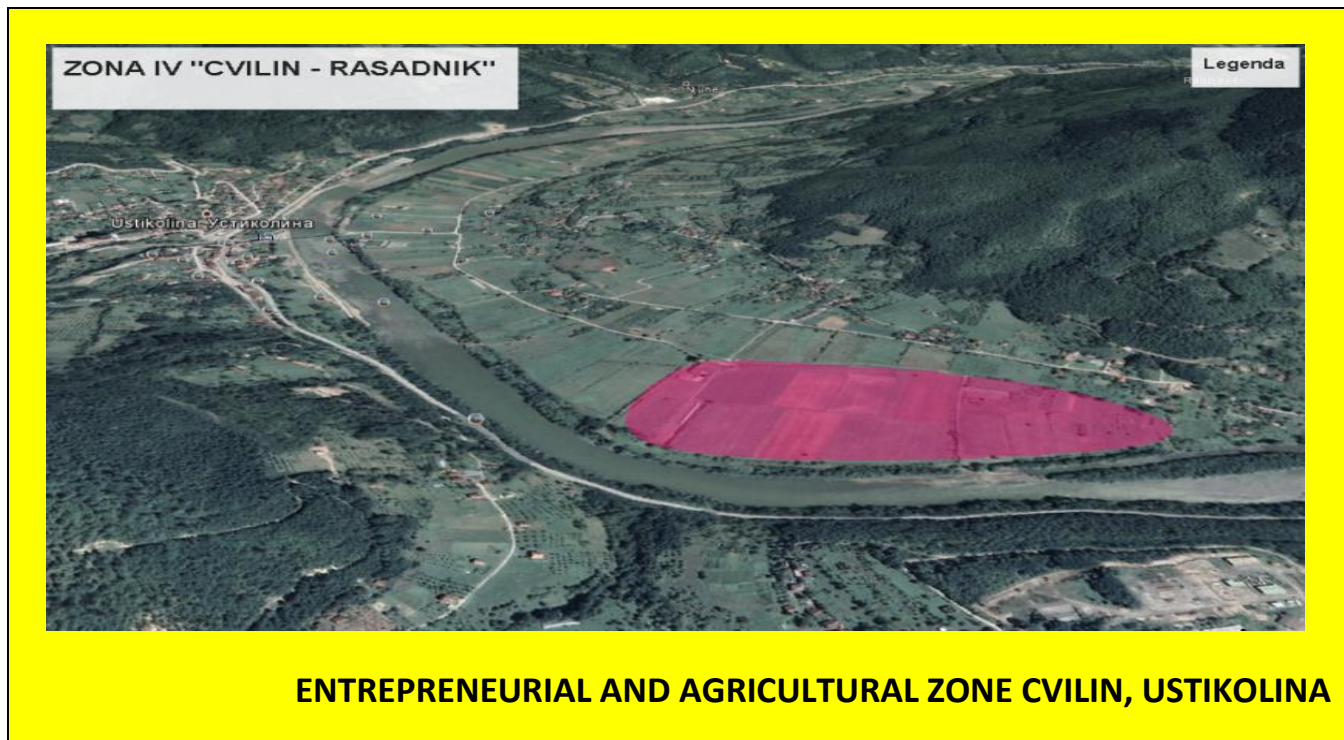 ZONA IV "CVILIN - RASADNIK"
Legenda
Ustikolina Устиколина
ENTREPRENEURIAL AND AGRICULTURAL ZONE CVILIN, USTIKOLINA